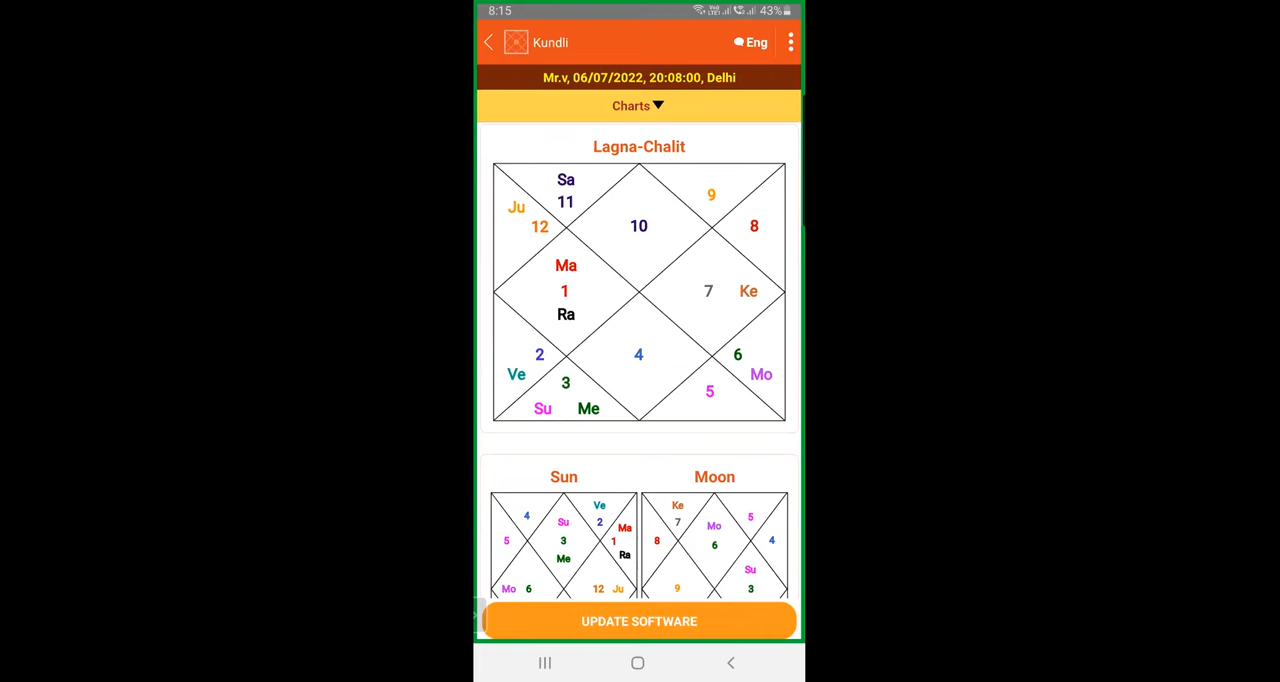 8:15 43%
Kundli Eng
Mr.v, 06/07/2022, 20:08:00, Delhi
Charts
Lagna-Chalit
Sa
11
9
Ju
12
10
8
Ma
1
Ra
7 Ke
2
Ve
4
6
Mo
3
Su Me
5
Sun Moon
Ve
2
4
Su
3
Me
Ma
1
Ra
5
Mo 6
12 Ju
Ke
7
Mo
6
5
8
4
Su
3
9
UPDATE SOFTWARE